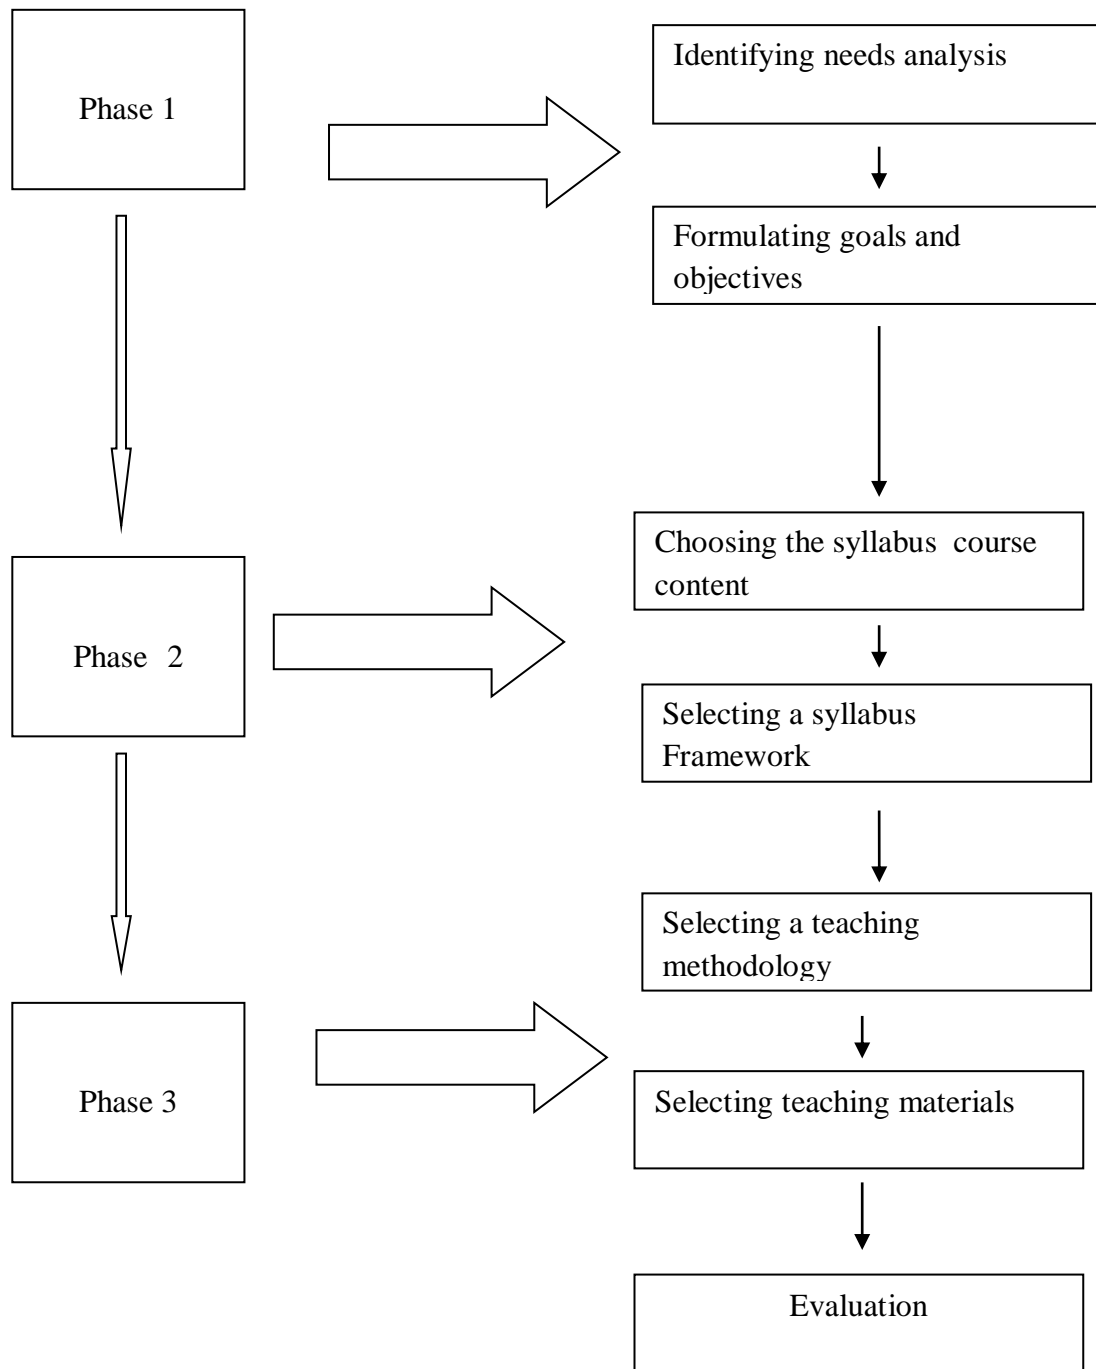 Phase 1
Identifying needs analysis
Formulating goals and
objectives
Phase 2
Choosing the syllabus course
content
Selecting a syllabus
Framework
Selecting a teaching
methodology
Phase 3
Selecting teaching materials
Evaluation